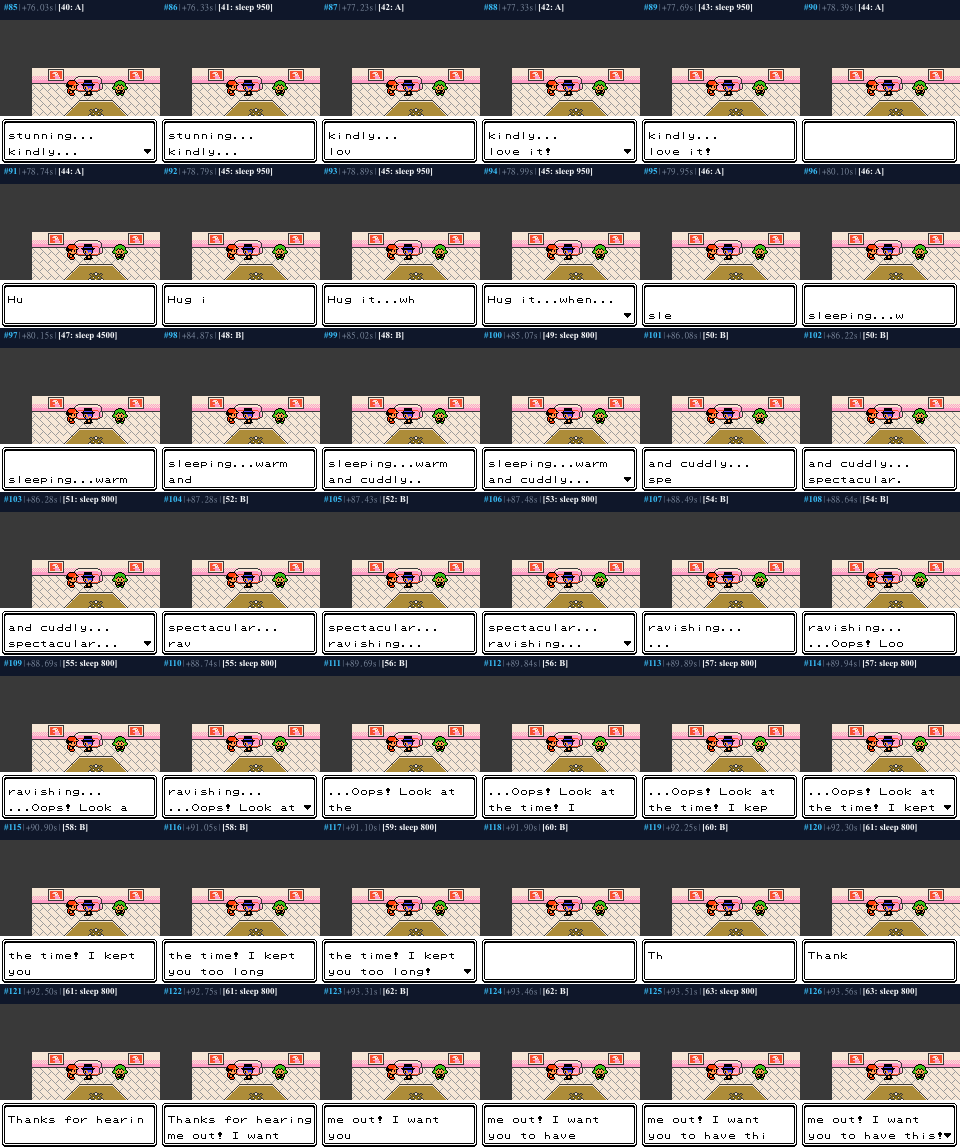 #85|+76.03s| [40: A]
stunning...
kindly...
#86|+76.33s| [41: sleep 950]
stunning...
kindly...
#87|+77.23s| [42: A]
kindly...
lov
#88|+77.33s| [42: A]
kindly...
love it!
#89|+77.69s| [43: sleep 950]
kindly...
love it!
#90|+78.39s| [44: A]
#91|+78.74s| [44: A]
Hu
#92|+78.79s| [45: sleep 950]
Hug i
#93|+78.89s| [45: sleep 950]
Hug it...wh
#94|+78.99s| [45: sleep 950]
Hug it...when...
#95|+79.95s| [46: A]
sle
#96|+80.10s| [46: A]
sleeping...w
#97|+80.15s| [47: sleep 4500]
sleeping...warm
#98|+84.87s| [48: B]
sleeping...warm
and
#99|+85.02s| [48: B]
sleeping...warm
and cuddly..
#100|+85.07s| [49: sleep 800]
sleeping...warm
and cuddly...
#101|+86.08s| [50: B]
and cuddly...
spe
#102|+86.22s| [50: B]
and cuddly...
spectacular.
#103|+86.28s| [51: sleep 800]
and cuddly...
spectacular...
#104|+87.28s| [52: B]
spectacular...
rav
#105|+87.43s| [52: B]
spectacular...
ravishing...
#106|+87.48s| [53: sleep 800]
spectacular...
ravishing...
#107|+88.49s| [54: B]
ravishing...
...
#108|+88.64s| [54: B]
ravishing...
...Oops! Loo
#109|+88.69s| [55: sleep 800]
ravishing...
...Oops! Look a
#110|+88.74s| [55: sleep 800]
ravishing...
...Oops! Look at
#111|+89.69s| [56: B]
...Oops! Look at
the
#112|+89.84s| [56: B]
...Oops! Look at
the time! I
#113|+89.89s| [57: sleep 800]
...Oops! Look at
the time! I kep
#114|+89.94s| [57: sleep 800]
...Oops! Look at
the time! I kept
#115|+90.90s| [58: B]
the time! I kept
you
#116|+91.05s| [58: B]
the time! I kept
you too long
#117|+91.10s| [59: sleep 800]
the time! I kept
you too long!
#118|+91.90s| [60: B]
#119|+92.25s| [60: B]
Th
#120|+92.30s| [61: sleep 800]
Thank
#121|+92.50s| [61: sleep 800]
Thanks for hearin
#122|+92.75s| [61: sleep 800]
Thanks for hearing
me out! I want
#123|+93.31s| [62: B]
me out! I want
you
#124|+93.46s| [62: B]
me out! I want
you to have
#125|+93.51s| [63: sleep 800]
me out! I want
you to have thi
#126|+93.56s| [63: sleep 800]
me out! I want
you to have this!